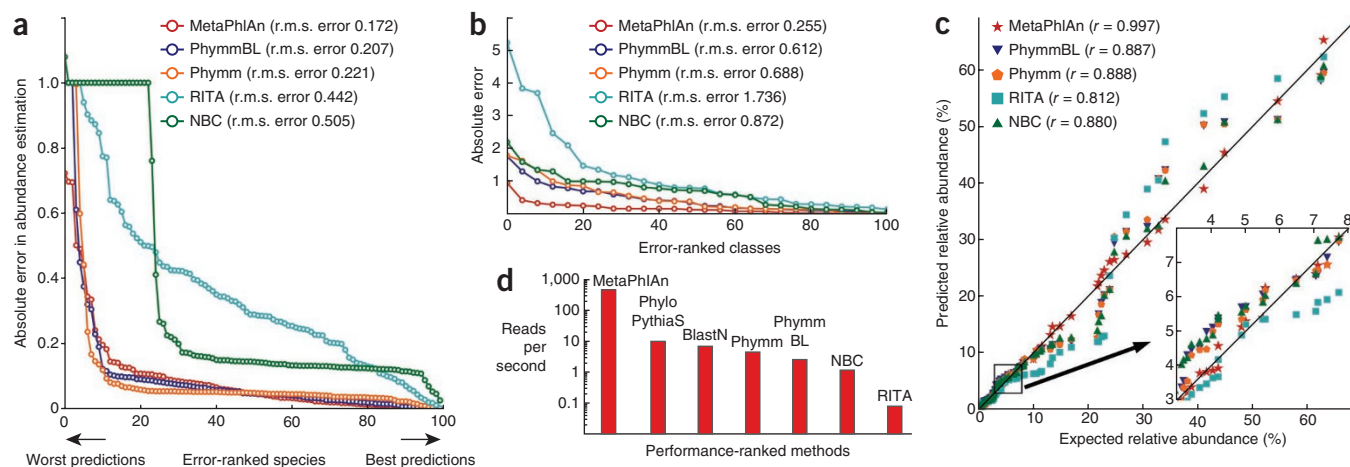 a
MetaPhlAn (r.m.s. error 0.172)
PhymmBL (r.m.s. error 0.207)
Phymm (r.m.s. error 0.221)
RITA (r.m.s. error 0.442)
NBC (r.m.s. error 0.505)
Absolute error in abundance estimation
1.0
0.8
0.6
0.4
0.2
0
0
20
40
60
80
100
Worst predictions
Error-ranked species
Best predictions
b
MetaPhlAn (r.m.s. error 0.255)
PhymmBL (r.m.s. error 0.612)
Phymm (r.m.s. error 0.688)
RITA (r.m.s. error 1.736)
NBC (r.m.s. error 0.872)
Absolute error
5
4
3
2
1
0
20
40
60
80
100
Error-ranked classes
d
Reads
per
second
1,000
100
10
1
0.1
MetaPhlAn
Phylo
PythiaS
BlastN
Phymm
Phymm
BL
NBC
RITA
Performance-ranked methods
c
MetaPhlAn (r = 0.997)
PhymmBL (r = 0.887)
Phymm (r = 0.888)
RITA (r = 0.812)
NBC (r = 0.880)
Predicted relative abundance (%)
60
50
40
30
20
10
0
0
10
20
30
40
50
60
Expected relative abundance (%)
4
5
6
7
8
7
6
5
4
3